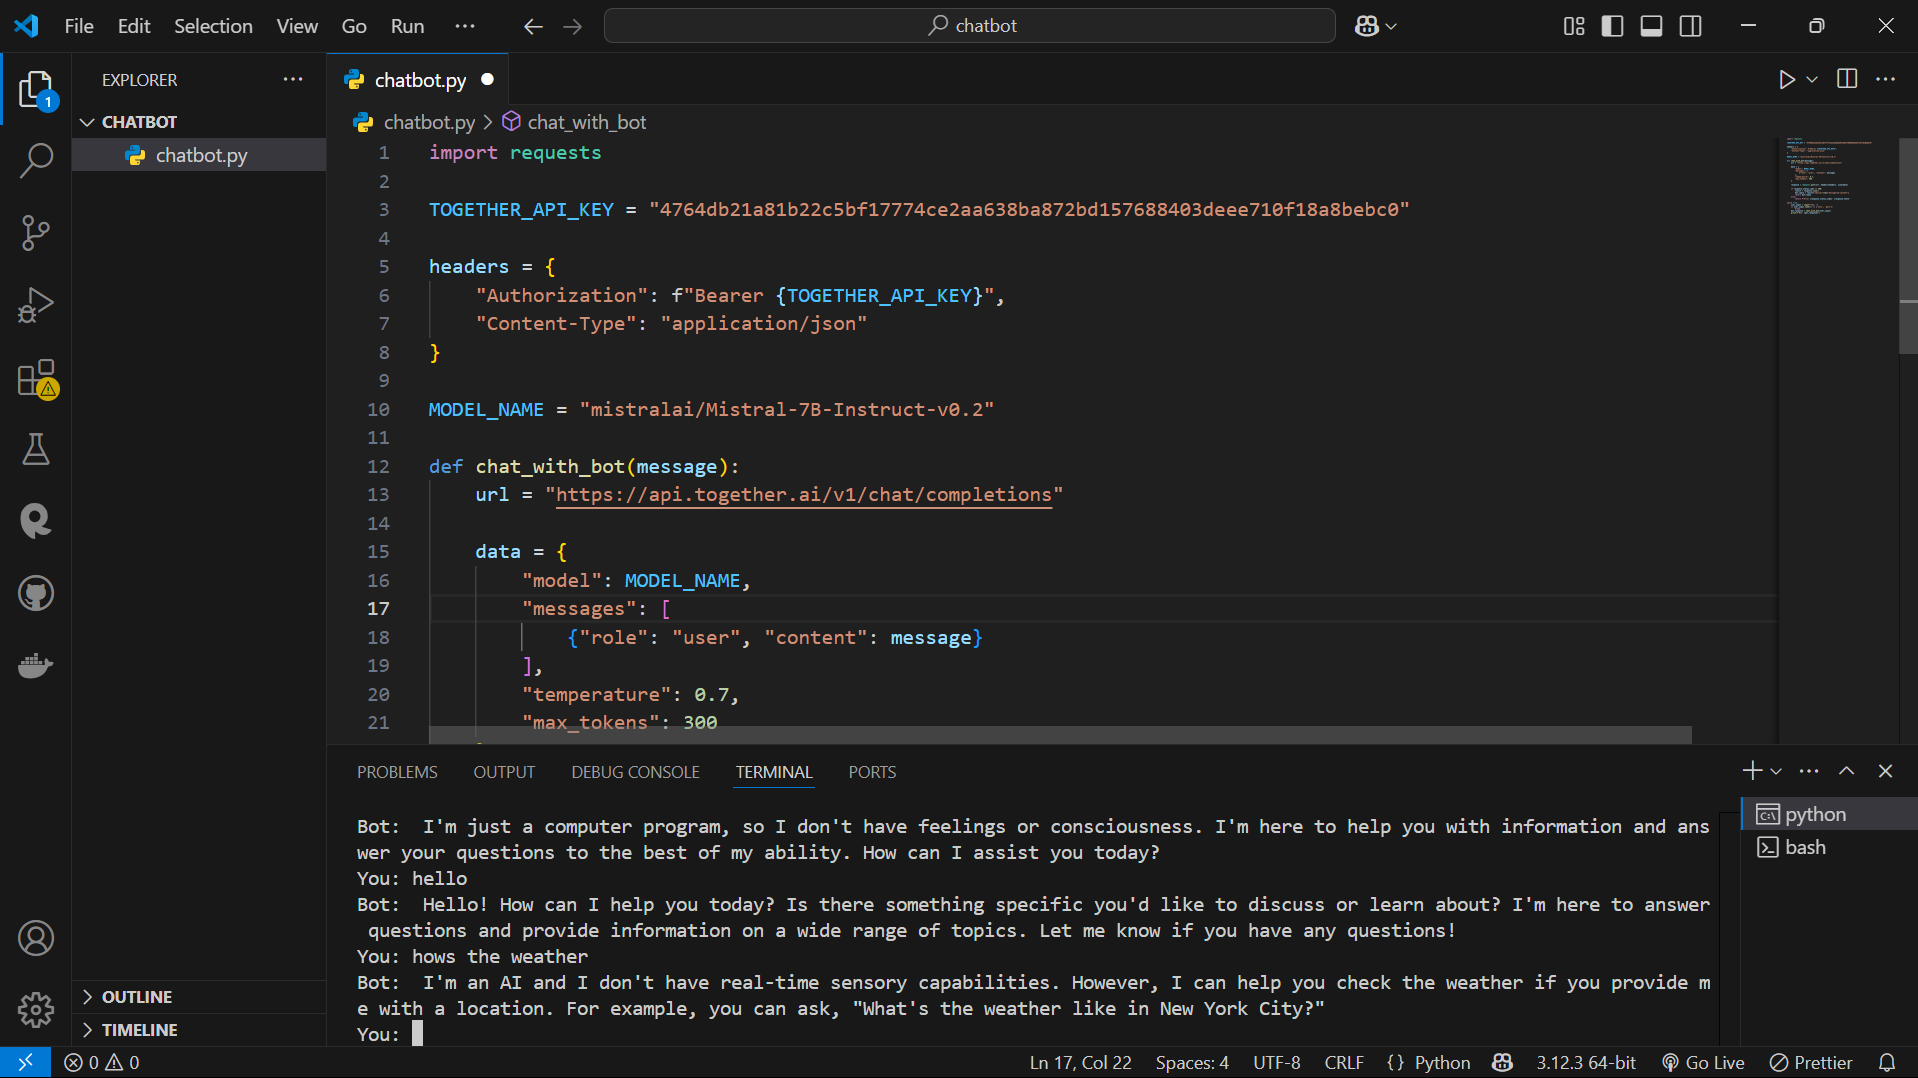 File Edit Selection View Go Run ··· chatbot
EXPLORER ···
CHATBOT
chatbot.py
OUTLINE
TIMELINE
1
chatbot.py
chatbot.py > chat_with_bot
1 import requests
2
3 TOGETHER_API_KEY = "4764db21a81b22c5bf17774ce2aa638ba872bd157688403deee710f18a8bebc0"
4
5 headers = {
6 "Authorization": f"Bearer {TOGETHER_API_KEY}",
7 "Content-Type": "application/json"
8 }
9
10 MODEL_NAME = "mistralai/Mistral-7B-Instruct-v0.2"
11
12 def chat_with_bot(message):
13 url = "https://api.together.ai/v1/chat/completions"
14
15 data = {
16 "model": MODEL_NAME,
17 "messages": [
18 {"role": "user", "content": message}
19 ],
20 "temperature": 0.7,
21 "max_tokens": 300
PROBLEMS OUTPUT DEBUG CONSOLE TERMINAL PORTS
Bot:  I'm just a computer program, so I don't have feelings or consciousness. I'm here to help you with information and ans
wer your questions to the best of my ability. How can I assist you today?
You: hello
Bot:  Hello! How can I help you today? Is there something specific you'd like to discuss or learn about? I'm here to answer
questions and provide information on a wide range of topics. Let me know if you have any questions!
You: hows the weather
Bot:  I'm an AI and I don't have real-time sensory capabilities. However, I can help you check the weather if you provide m
e with a location. For example, you can ask, "What's the weather like in New York City?"
You:
python
bash
0 0 Ln 17, Col 22 Spaces: 4 UTF-8 CRLF {} Python 3.12.3 64-bit Go Live Prettier